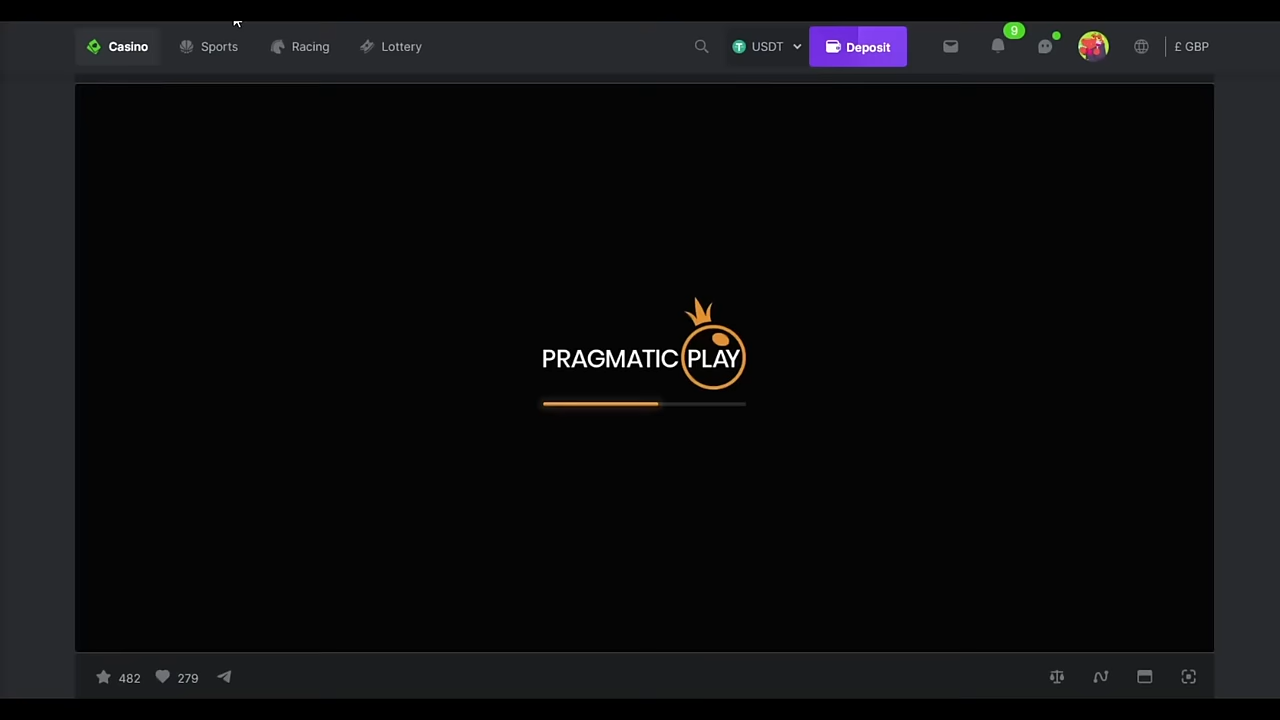 Casino Sports Racing Lottery USDT Deposit 9 £ GBP
PRAGMATIC PLAY
482 279